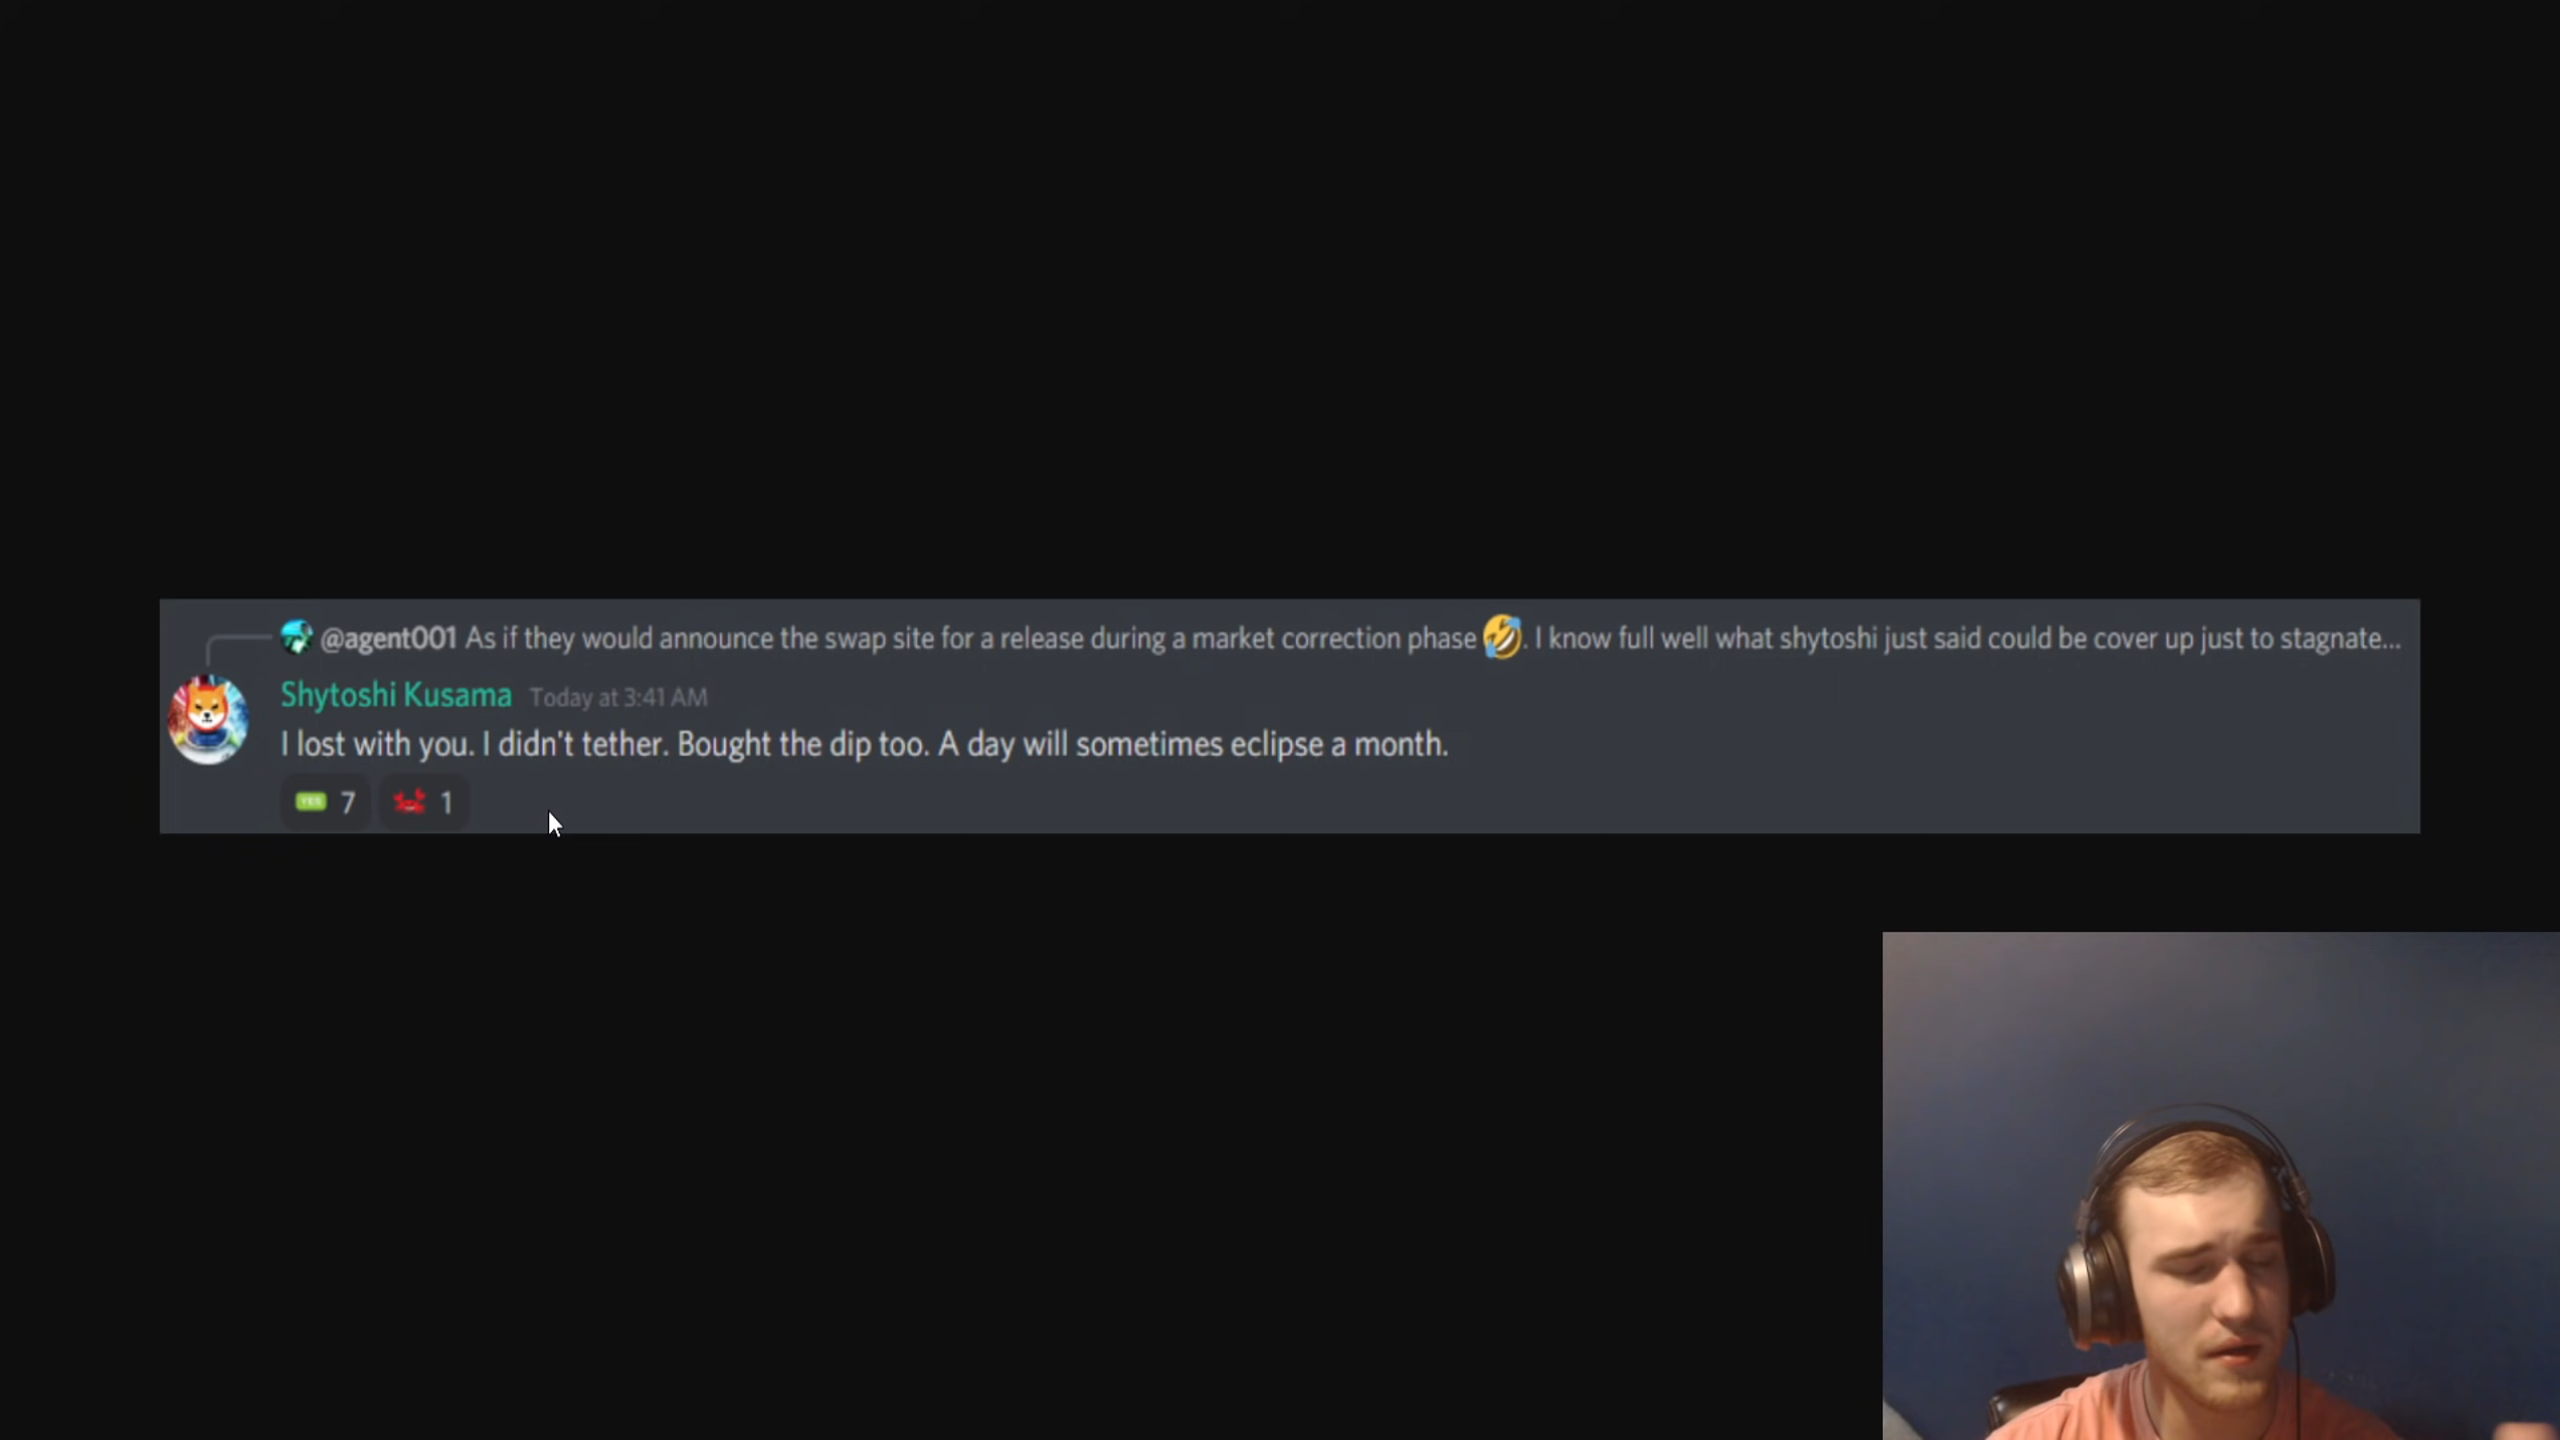 @agent001 As if they would announce the swap site for a release during a market correction phase 🤣. I know full well what shytoshi just said could be cover up just to stagnate...
Shytoshi Kusama Today at 3:41 AM
I lost with you. I didn't tether. Bought the dip too. A day will sometimes eclipse a month.
YES 7 1